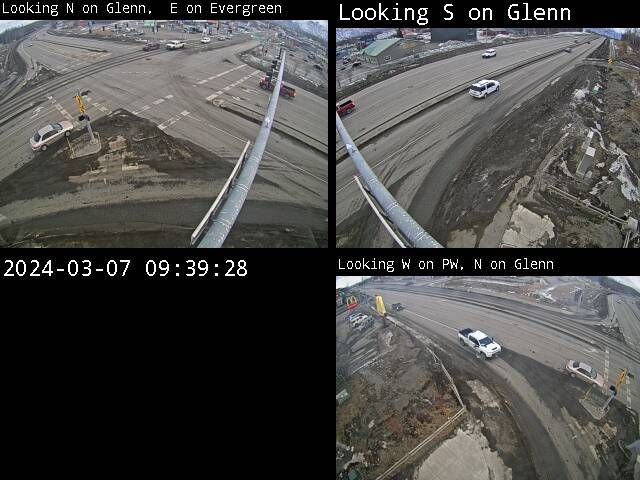 Looking N on Glenn, E on Evergreen
Looking S on Glenn
2024-03-07 09:39:28
Looking W on PW, N on Glenn